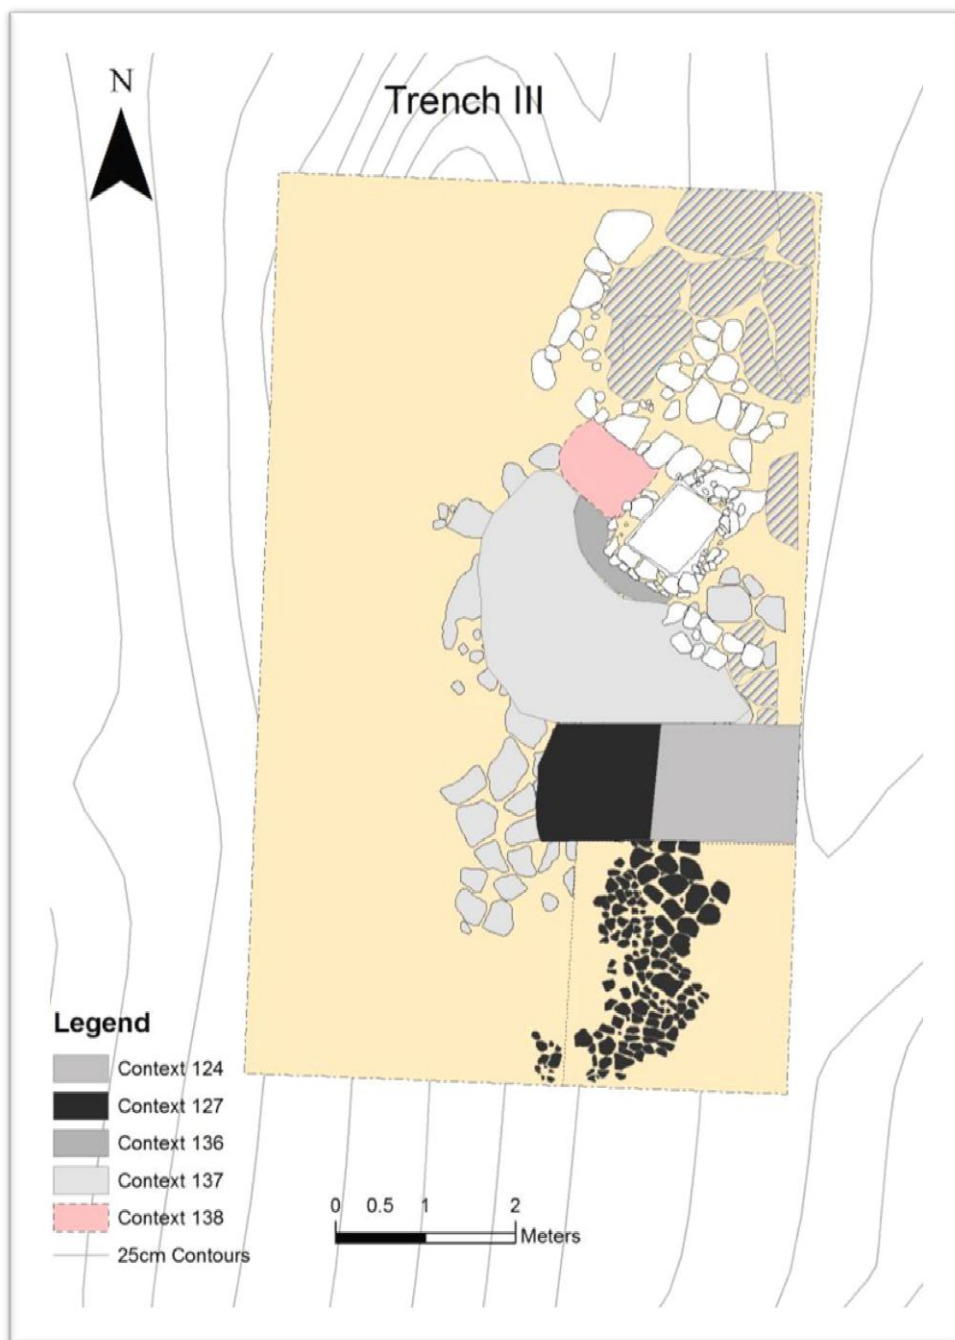 N
Trench III
Legend
Context 124
Context 127
Context 136
Context 137
Context 138
25cm Contours
0 0.5 1 2
Meters